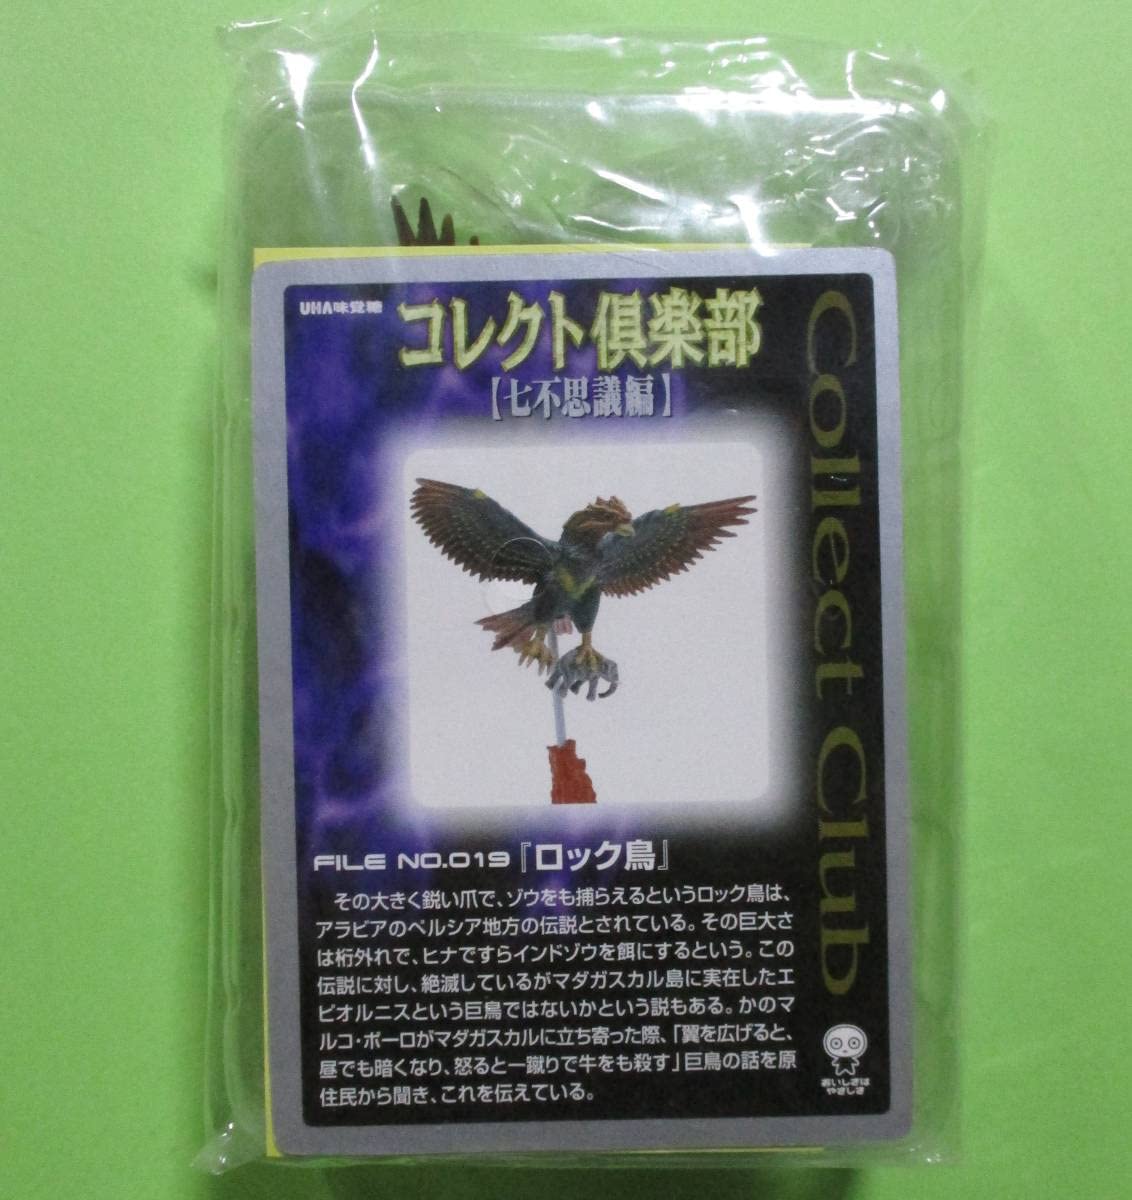 UHA味覚糖
コレクト倶楽部
【七不思議編】
Collect Club
FILE NO.019『ロック鳥』
その大きく鋭い爪で、ゾウをも捕らえるというロック鳥は、
アラビアのペルシア地方の伝説とされている。その巨大さ
は桁外れで、ヒナですらインドゾウを餌にするという。この
伝説に対し、絶滅しているがマダガスカル島に実在したエ
ピオルニスという巨鳥ではないかという説もある。かのマ
ルコ・ポーロがマダガスカルに立ち寄った際、「翼を広げると、
昼でも暗くなり、怒ると一蹴りで牛をも殺す」巨鳥の話を原
住民から聞き、これを伝えている。
おいしさは
やさしさ